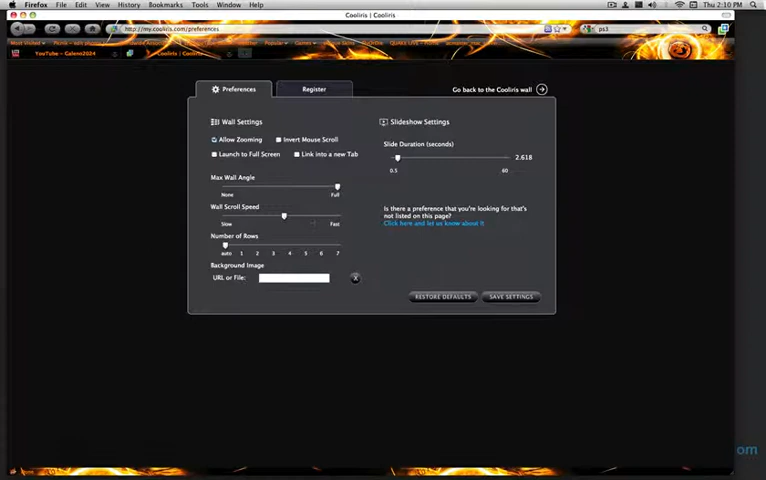 Firefox File Edit View History Bookmarks Tools Window Help Thu 2:10 PM
Cooliris | Cooliris
http://my.cooliris.com/preferences ps3
Most Visited
YouTube - Galeno2024 Cooliris | Cooliris
Preferences Register Go back to the Cooliris wall
Wall Settings Slideshow Settings
Allow Zooming Invert Mouse Scroll
Launch to Full Screen Link into a new Tab
Slide Duration (seconds)
2.618
0.5 60
Max Wall Angle
None Full
Wall Scroll Speed
Slow Fast
Number of Rows
auto 1 2 3 4 5 6 7
Is there a preference that you're looking for that's
not listed on this page?
Click here and let us know about it
Background Image
URL or File: X
RESTORE DEFAULTS SAVE SETTINGS
om
Done